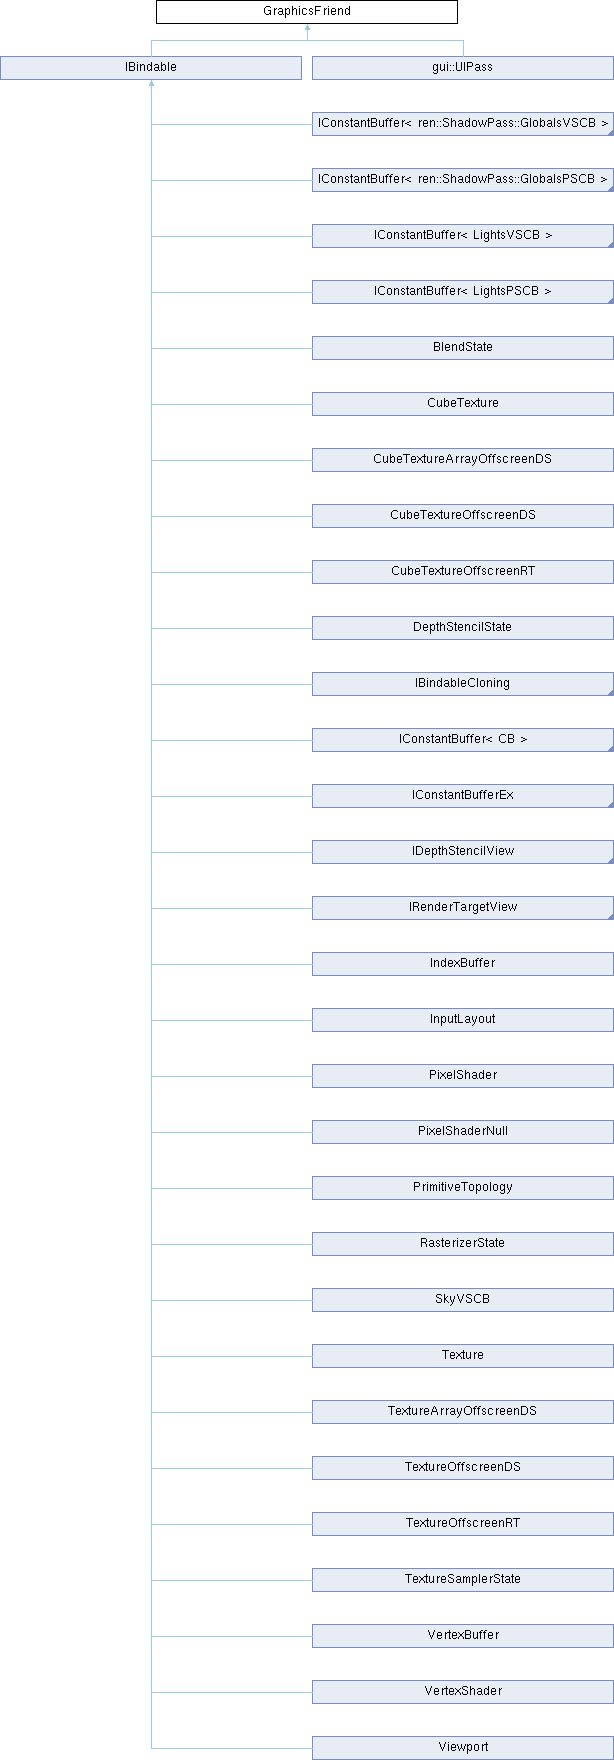 GraphicsFriend
IBindable
gui::UIPass
IConstantBuffer< ren::ShadowPass::GlobalsVSCB >
IConstantBuffer< ren::ShadowPass::GlobalsPSCB >
IConstantBuffer< LightsVSCB >
IConstantBuffer< LightsPSCB >
BlendState
CubeTexture
CubeTextureArrayOffscreenDS
CubeTextureOffscreenDS
CubeTextureOffscreenRT
DepthStencilState
IBindableCloning
IConstantBuffer< CB >
IConstantBufferEx
IDepthStencilView
IRenderTargetView
IndexBuffer
InputLayout
PixelShader
PixelShaderNull
PrimitiveTopology
RasterizerState
SkyVSCB
Texture
TextureArrayOffscreenDS
TextureOffscreenDS
TextureOffscreenRT
TextureSamplerState
VertexBuffer
VertexShader
Viewport